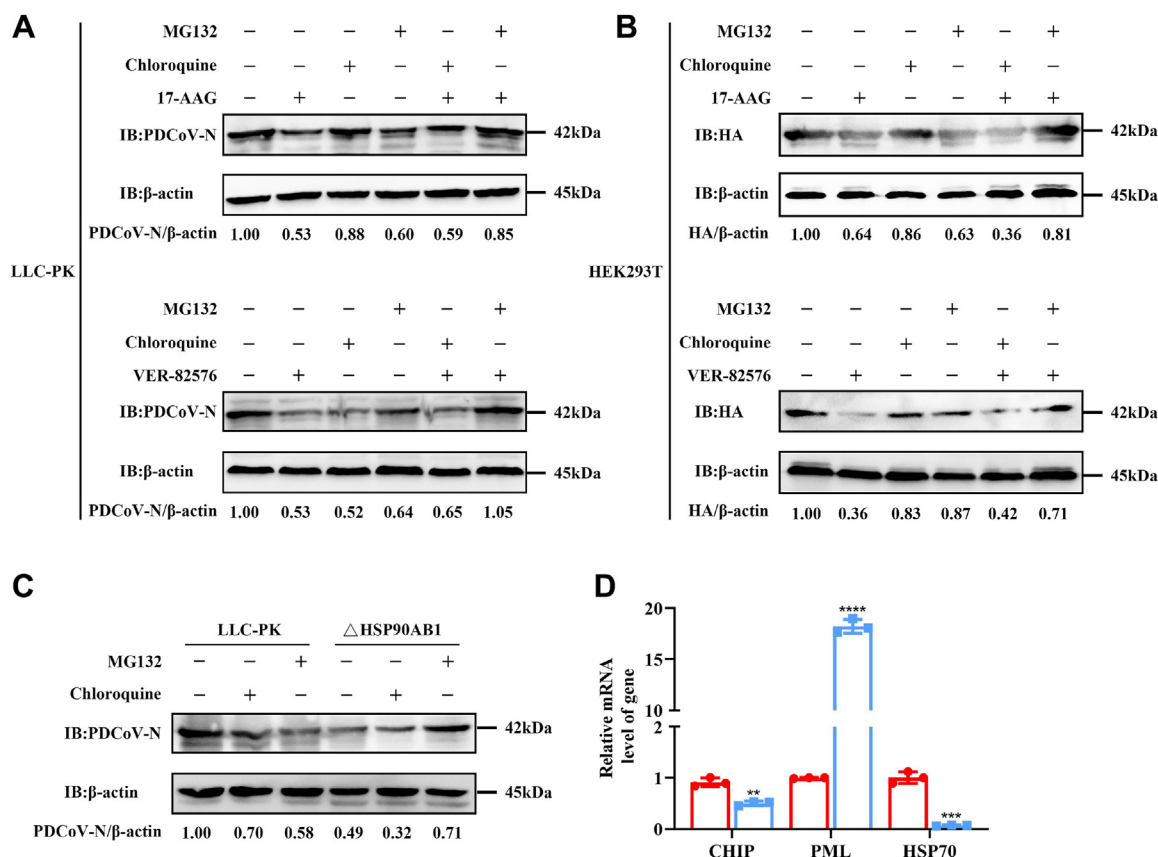 A
MG132 − − − + − +
Chloroquine − − + − + −
17-AAG − + − − + +
IB:PDCoV-N 42kDa
IB:β-actin 45kDa
PDCoV-N/β-actin 1.00 0.53 0.88 0.60 0.59 0.85
LLC-PK
MG132 − − − + − +
Chloroquine − − + − + −
VER-82576 − + − − + +
IB:PDCoV-N 42kDa
IB:β-actin 45kDa
PDCoV-N/β-actin 1.00 0.53 0.52 0.64 0.65 1.05
B
MG132 − − − + − +
Chloroquine − − + − + −
17-AAG − + − − + +
IB:HA 42kDa
IB:β-actin 45kDa
HA/β-actin 1.00 0.64 0.86 0.63 0.36 0.81
HEK293T
MG132 − − − + − +
Chloroquine − − + − + −
VER-82576 − + − − + +
IB:HA 42kDa
IB:β-actin 45kDa
HA/β-actin 1.00 0.36 0.83 0.87 0.42 0.71
C
LLC-PK △HSP90AB1
MG132 − − + − − +
Chloroquine − + − − + −
IB:PDCoV-N 42kDa
IB:β-actin 45kDa
PDCoV-N/β-actin 1.00 0.70 0.58 0.49 0.32 0.71
D
Relative mRNA
level of gene
20
15
10
2
1
0
**
****
***
CHIP PML HSP70